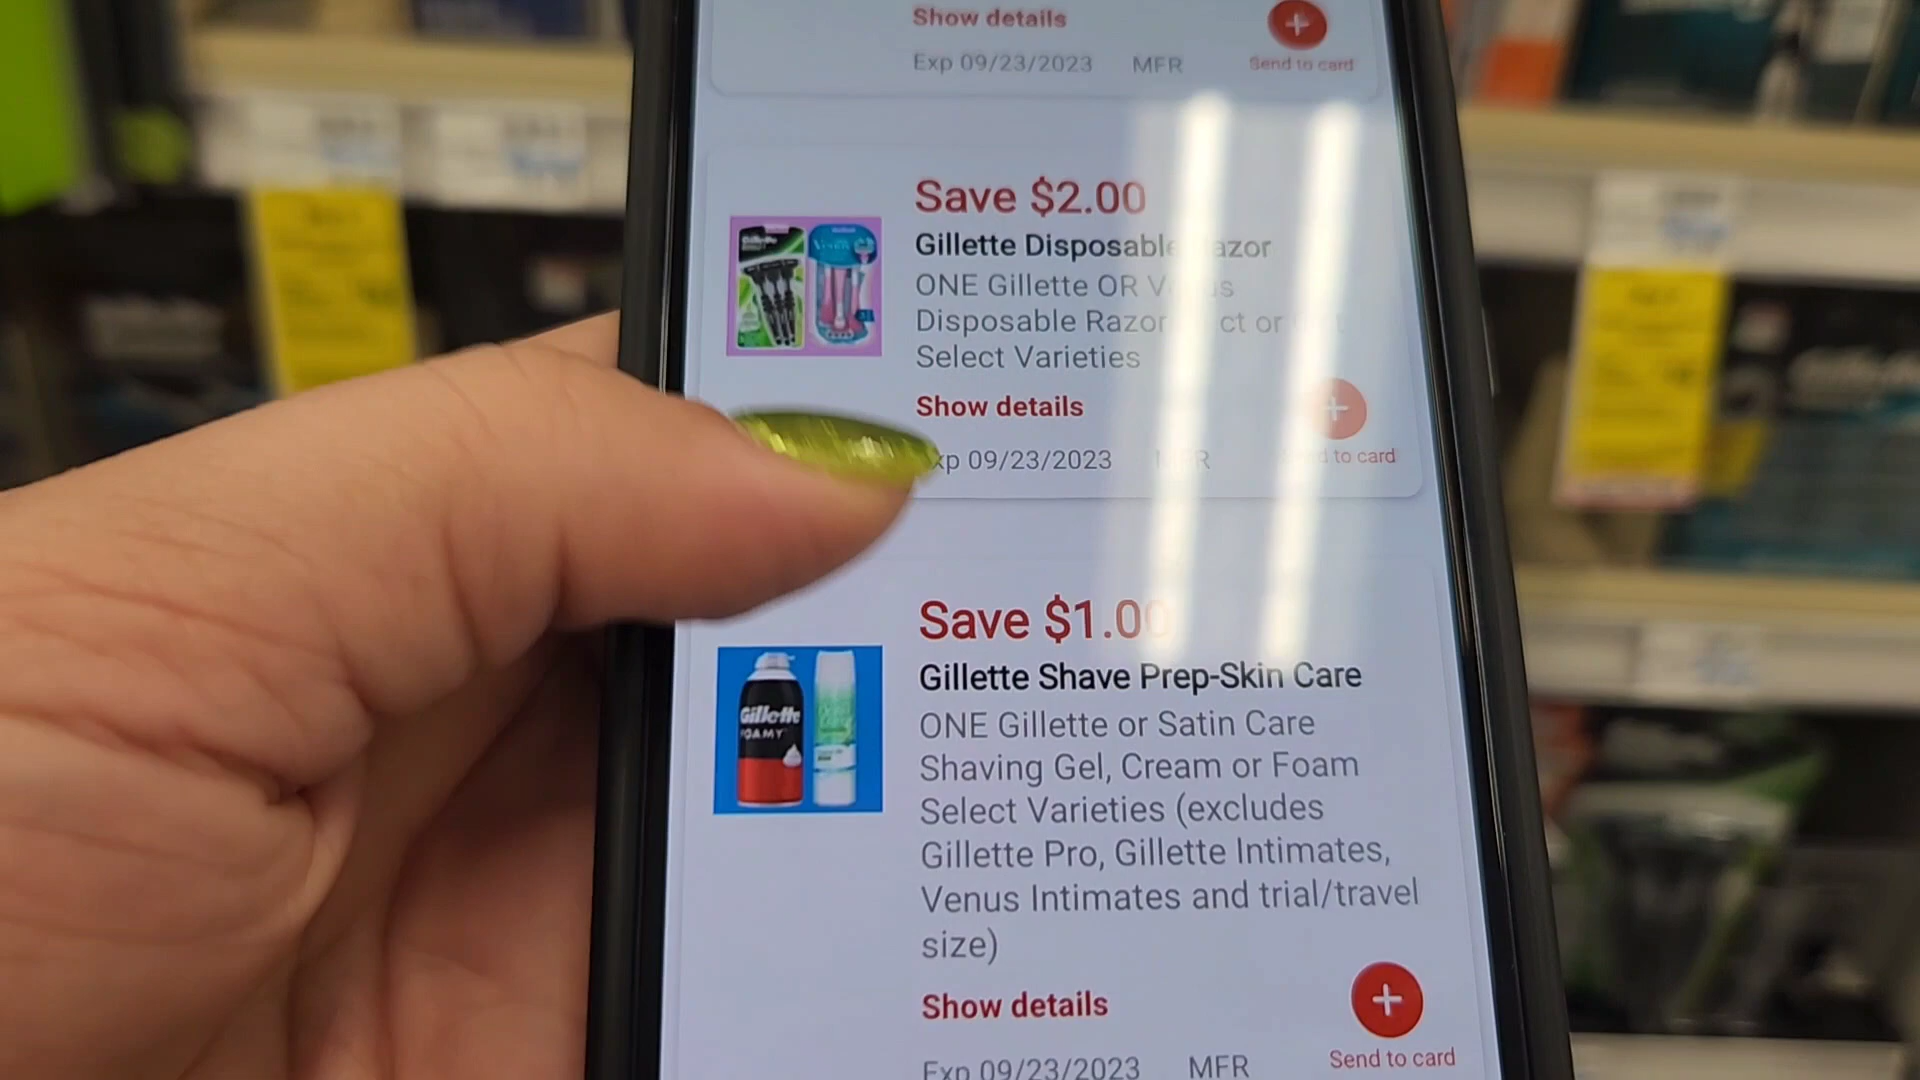 Show details
Exp 09/23/2023 MFR Send to card
Save $2.00
Gillette Disposable
ONE Gillette OR
Disposable Razor or
Select Varieties
Show details
09/23/2023 to card
Save $1.00
Gillette Shave Prep-Skin Care
ONE Gillette or Satin Care
Shaving Gel, Cream or Foam
Select Varieties (excludes
Gillette Pro, Gillette Intimates,
Venus Intimates and trial/travel
size)
Show details
Exp 09/23/2023 MFR Send to card
Gillette
FOAMY